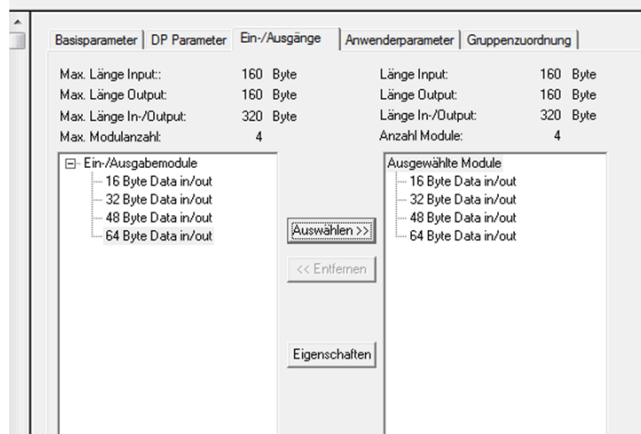 Basisparameter DP Parameter Ein-/Ausgänge Anwenderparameter Gruppenzuordnung
Max. Länge Input:: 160 Byte
Max. Länge Output: 160 Byte
Max. Länge In-/Output: 320 Byte
Max. Modulanzahl: 4
Länge Input: 160 Byte
Länge Output: 160 Byte
Länge In-/Output: 320 Byte
Anzahl Module: 4
Ein-/Ausgabemodule
16 Byte Data in/out
32 Byte Data in/out
48 Byte Data in/out
64 Byte Data in/out
Auswählen >>
<< Entfernen
Eigenschaften
Ausgewählte Module
16 Byte Data in/out
32 Byte Data in/out
48 Byte Data in/out
64 Byte Data in/out